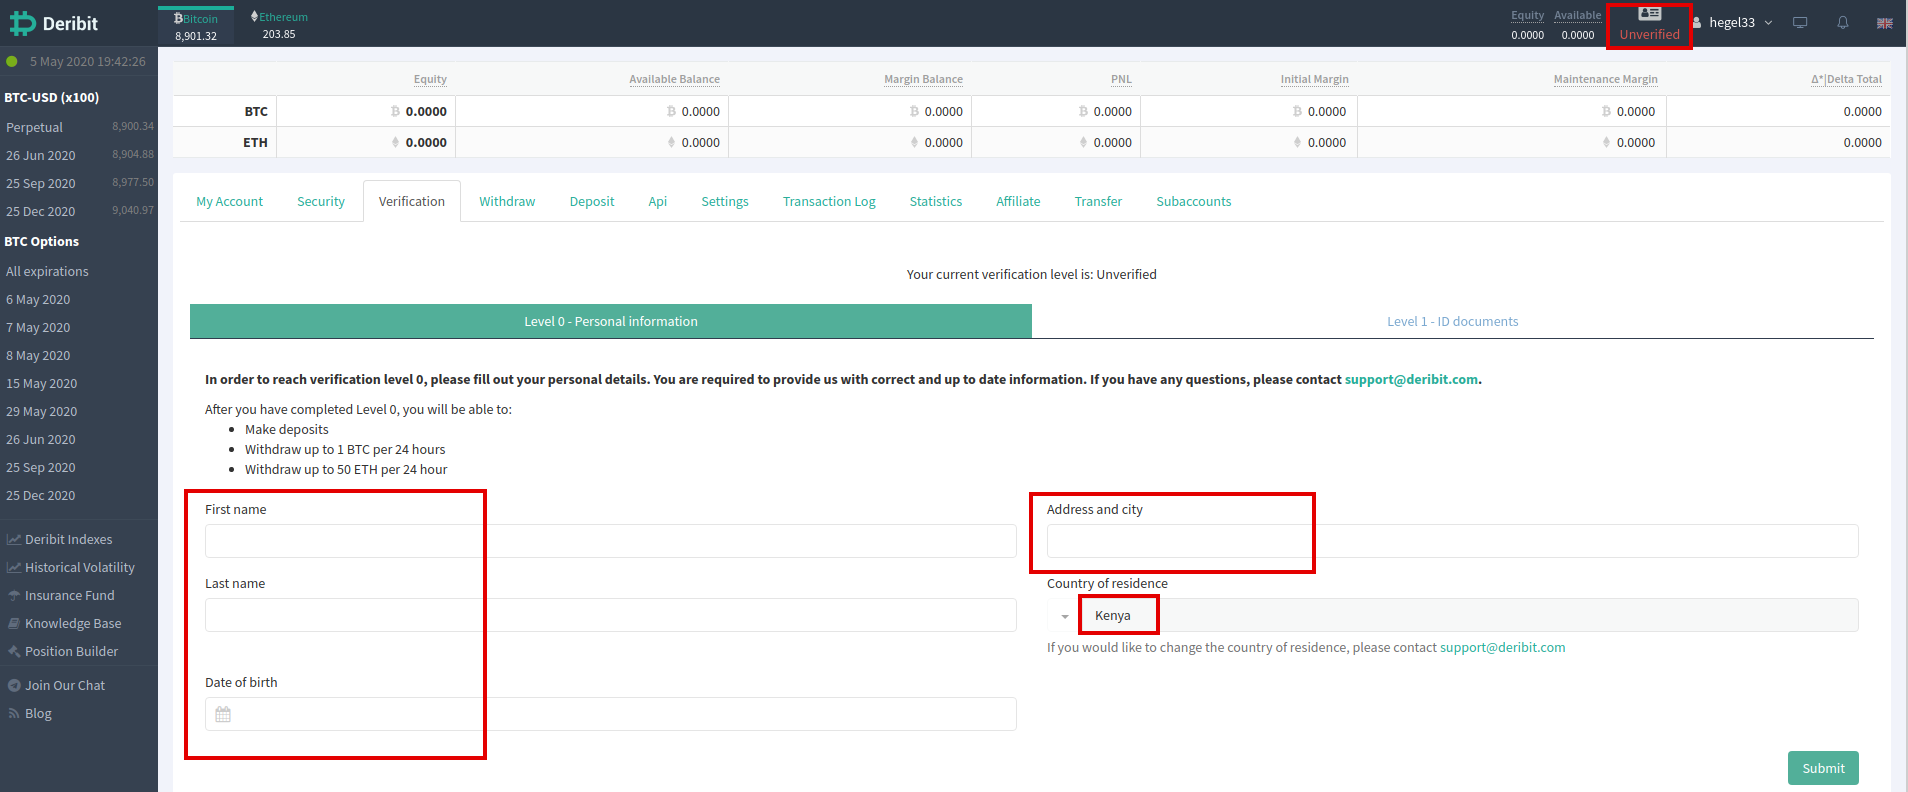 Deribit
Bitcoin
8,901.32
Ethereum
203.85
Equity
0.0000
Available
0.0000
Unverified
hegel33
5 May 2020 19:42:26
BTC-USD (x100)
Perpetual 8,900.34
26 Jun 2020 8,904.88
25 Sep 2020 8,977.50
25 Dec 2020 9,040.97
BTC Options
All expirations
6 May 2020
7 May 2020
8 May 2020
15 May 2020
29 May 2020
26 Jun 2020
25 Sep 2020
25 Dec 2020
Deribit Indexes
Historical Volatility
Insurance Fund
Knowledge Base
Position Builder
Join Our Chat
Blog
Equity Available Balance Margin Balance PNL Initial Margin Maintenance Margin Δ*|Delta Total
BTC ₿ 0.0000 ₿ 0.0000 ₿ 0.0000 ₿ 0.0000 ₿ 0.0000 ₿ 0.0000 0.0000
ETH 0.0000 0.0000 0.0000 0.0000 0.0000 0.0000 0.0000
My Account Security Verification Withdraw Deposit Api Settings Transaction Log Statistics Affiliate Transfer Subaccounts
Your current verification level is: Unverified
Level 0 - Personal information Level 1 - ID documents
In order to reach verification level 0, please fill out your personal details. You are required to provide us with correct and up to date information. If you have any questions, please contact support@deribit.com.
After you have completed Level 0, you will be able to:
• Make deposits
• Withdraw up to 1 BTC per 24 hours
• Withdraw up to 50 ETH per 24 hour
First name
Last name
Date of birth
Address and city
Country of residence
Kenya
If you would like to change the country of residence, please contact support@deribit.com
Submit